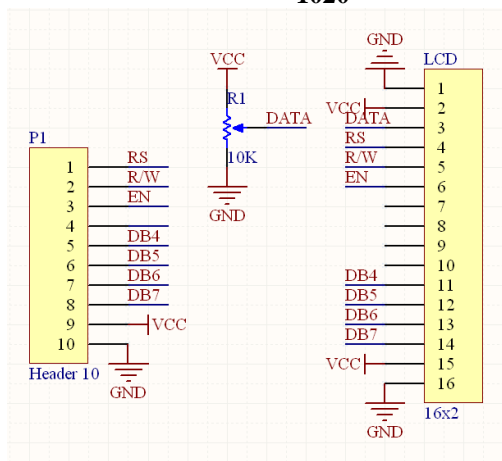 GND
VCC
LCD
R1
1
VCC
2
DATA
DATA
3
P1
RS
4
10K
R/W
5
1
RS
EN
6
2
R/W
7
3
EN
GND
8
4
9
5
DB4
10
6
DB5
DB4
11
7
DB6
DB5
12
8
DB7
DB6
13
9
VCC
DB7
14
10
VCC
15
Header 10
16
GND
16x2
GND